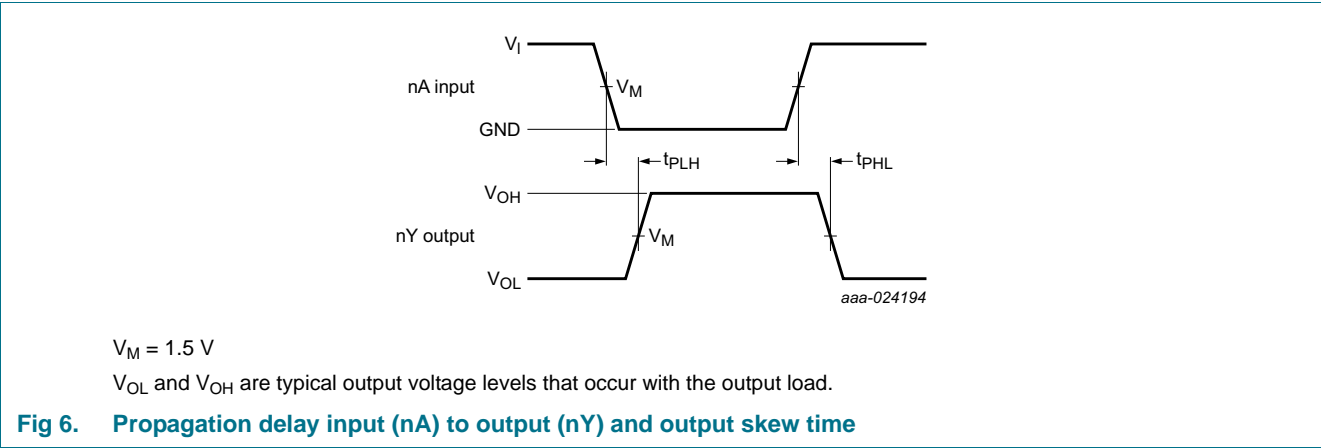 VI
nA input
VM
GND
tPLH
tPHL
VOH
nY output
VM
VOL
aaa-024194
VM = 1.5 V
VOL and VOH are typical output voltage levels that occur with the output load.
Fig 6. Propagation delay input (nA) to output (nY) and output skew time